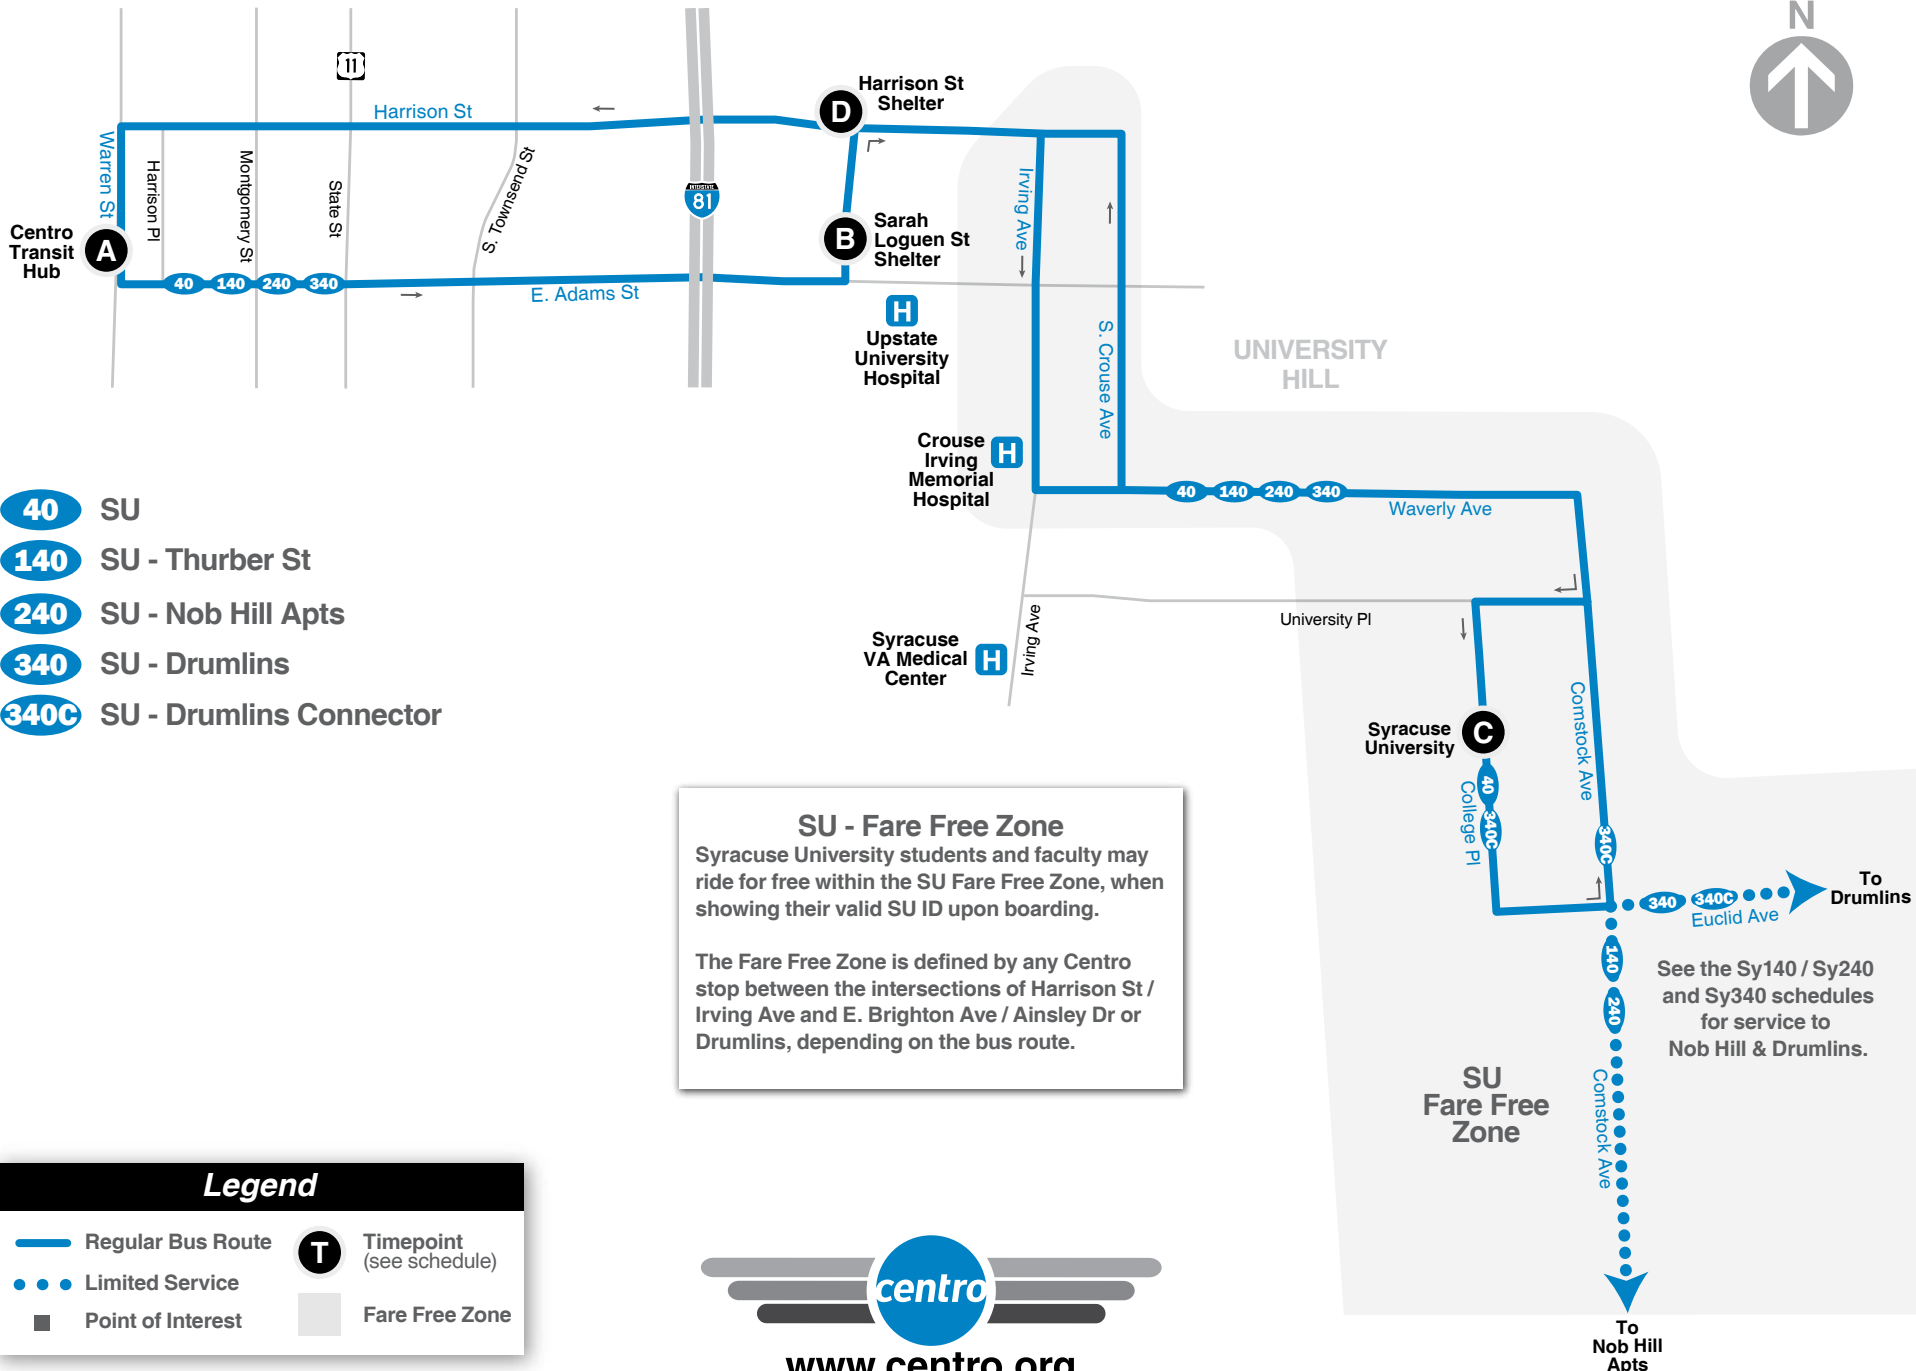 N
11
Harrison St
Shelter
D
Harrison St
Warren St
Harrison Pl
Montgomery St
State St
S. Townsend St
INTERSTATE
81
Irving Ave
Centro
Transit
Hub
A
B
Sarah
Loguen St
Shelter
40 140 240 340
E. Adams St
H
Upstate
University
Hospital
S. Crouse Ave
UNIVERSITY
HILL
Crouse
Irving
Memorial
Hospital
H
40 140 240 340
Waverly Ave
40 SU
140 SU - Thurber St
240 SU - Nob Hill Apts
340 SU - Drumlins
340C SU - Drumlins Connector
University Pl
Irving Ave
Syracuse
VA Medical
Center
H
Syracuse
University
C
Comstock Ave
40
340C
College Pl
340C
340 340C
Euclid Ave
To
Drumlins
140
240
See the Sy140 / Sy240
and Sy340 schedules
for service to
Nob Hill & Drumlins.
SU - Fare Free Zone
Syracuse University students and faculty may
ride for free within the SU Fare Free Zone, when
showing their valid SU ID upon boarding.
The Fare Free Zone is defined by any Centro
stop between the intersections of Harrison St /
Irving Ave and E. Brighton Ave / Ainsley Dr or
Drumlins, depending on the bus route.
SU
Fare Free
Zone
Comstock Ave
To
Nob Hill
Apts
Legend
Regular Bus Route
T Timepoint
(see schedule)
Limited Service
Point of Interest
Fare Free Zone
centro
www.centro.org